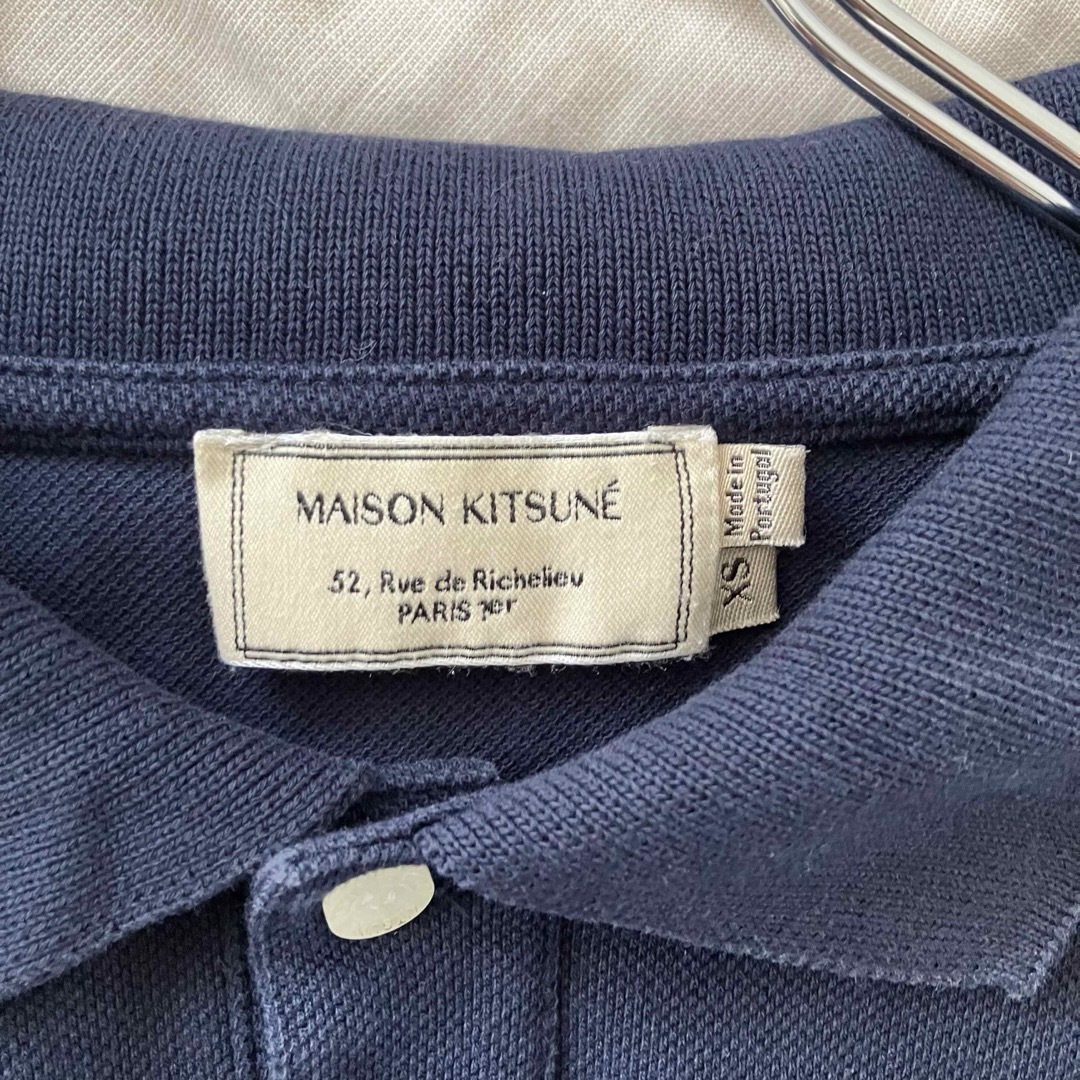 MAISON KITSUNÉ
52, Rue de Richelieu
PARIS 1er
Made in
Portugal
XS